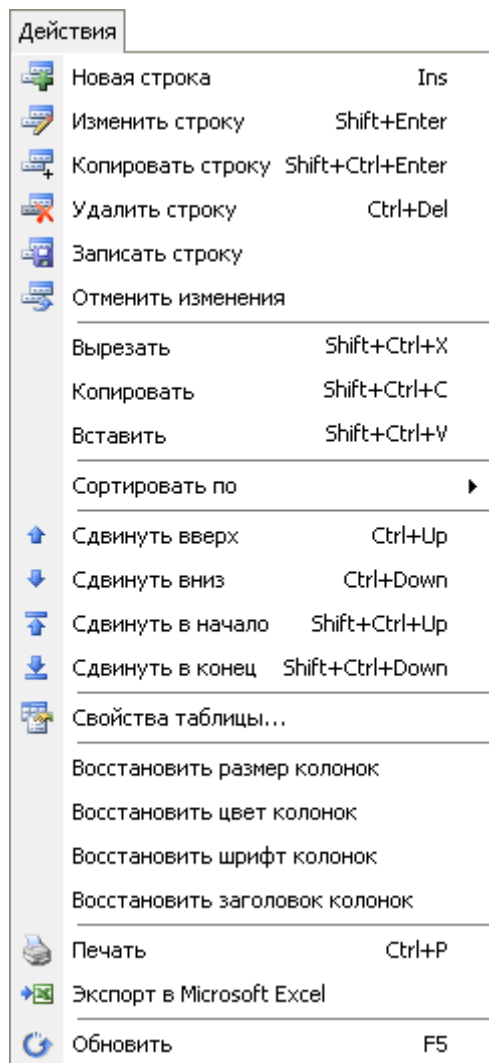 Действия
Новая строка Ins
Изменить строку Shift+Enter
Копировать строку Shift+Ctrl+Enter
Удалить строку Ctrl+Del
Записать строку
Отменить изменения
Вырезать Shift+Ctrl+X
Копировать Shift+Ctrl+C
Вставить Shift+Ctrl+V
Сортировать по
Сдвинуть вверх Ctrl+Up
Сдвинуть вниз Ctrl+Down
Сдвинуть в начало Shift+Ctrl+Up
Сдвинуть в конец Shift+Ctrl+Down
Свойства таблицы...
Восстановить размер колонок
Восстановить цвет колонок
Восстановить шрифт колонок
Восстановить заголовок колонок
Печать Ctrl+P
Экспорт в Microsoft Excel
Обновить F5